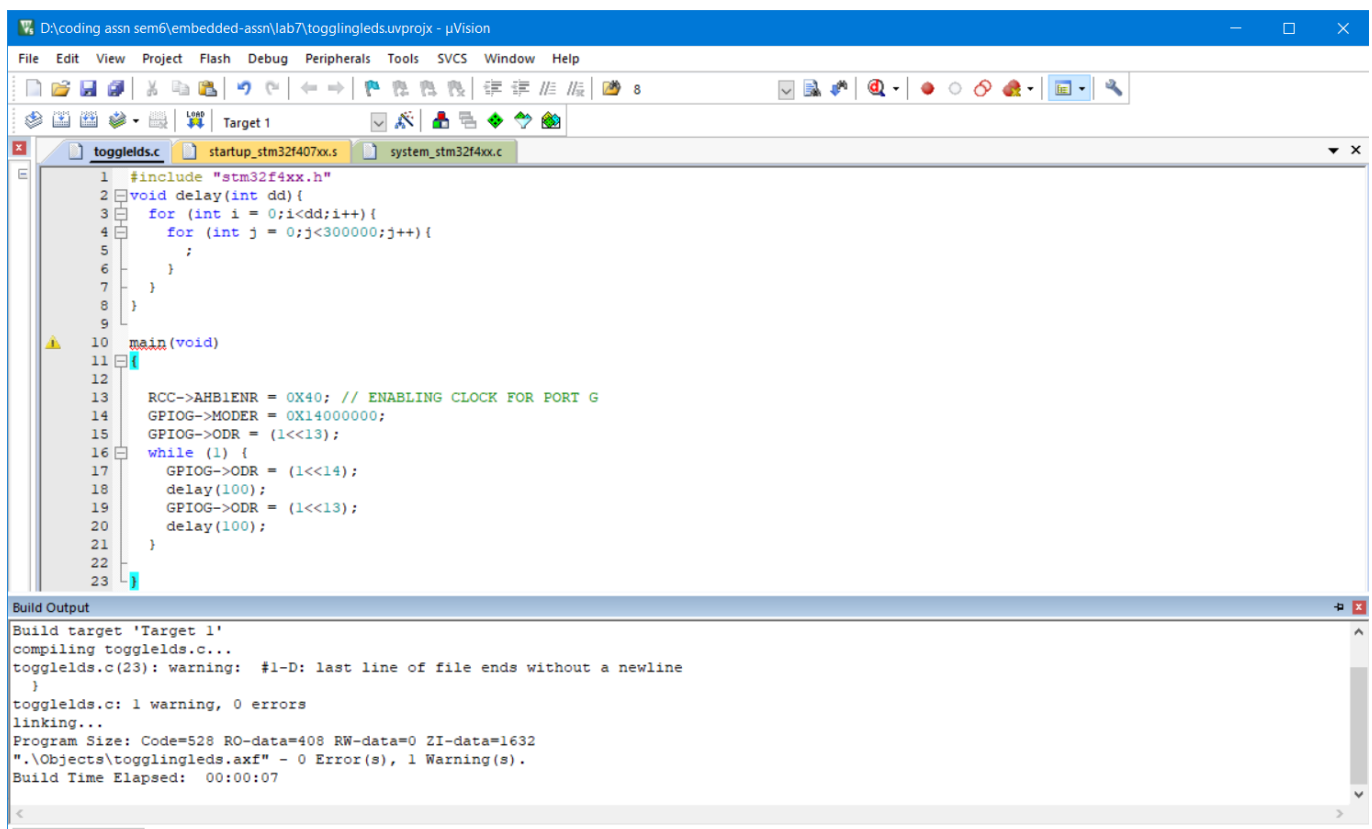 D:\coding assn sem6\embedded-assn\lab7\togglingleds.uvprojx - µVision
File Edit View Project Flash Debug Peripherals Tools SVCS Window Help
8
LOAD Target 1
togglelds.c startup_stm32f407xx.s system_stm32f4xx.c
1 #include "stm32f4xx.h"
2 void delay(int dd){
3 for (int i = 0;i<dd;i++){
4 for (int j = 0;j<300000;j++){
5 ;
6 }
7 }
8 }
9
10 main(void)
11 {
12
13 RCC->AHB1ENR = 0X40; // ENABLING CLOCK FOR PORT G
14 GPIOG->MODER = 0X14000000;
15 GPIOG->ODR = (1<<13);
16 while (1) {
17 GPIOG->ODR = (1<<14);
18 delay(100);
19 GPIOG->ODR = (1<<13);
20 delay(100);
21 }
22
23 }
Build Output
Build target 'Target 1'
compiling togglelds.c...
togglelds.c(23): warning: #1-D: last line of file ends without a newline
}
togglelds.c: 1 warning, 0 errors
linking...
Program Size: Code=528 RO-data=408 RW-data=0 ZI-data=1632
".\Objects\togglingleds.axf" - 0 Error(s), 1 Warning(s).
Build Time Elapsed: 00:00:07